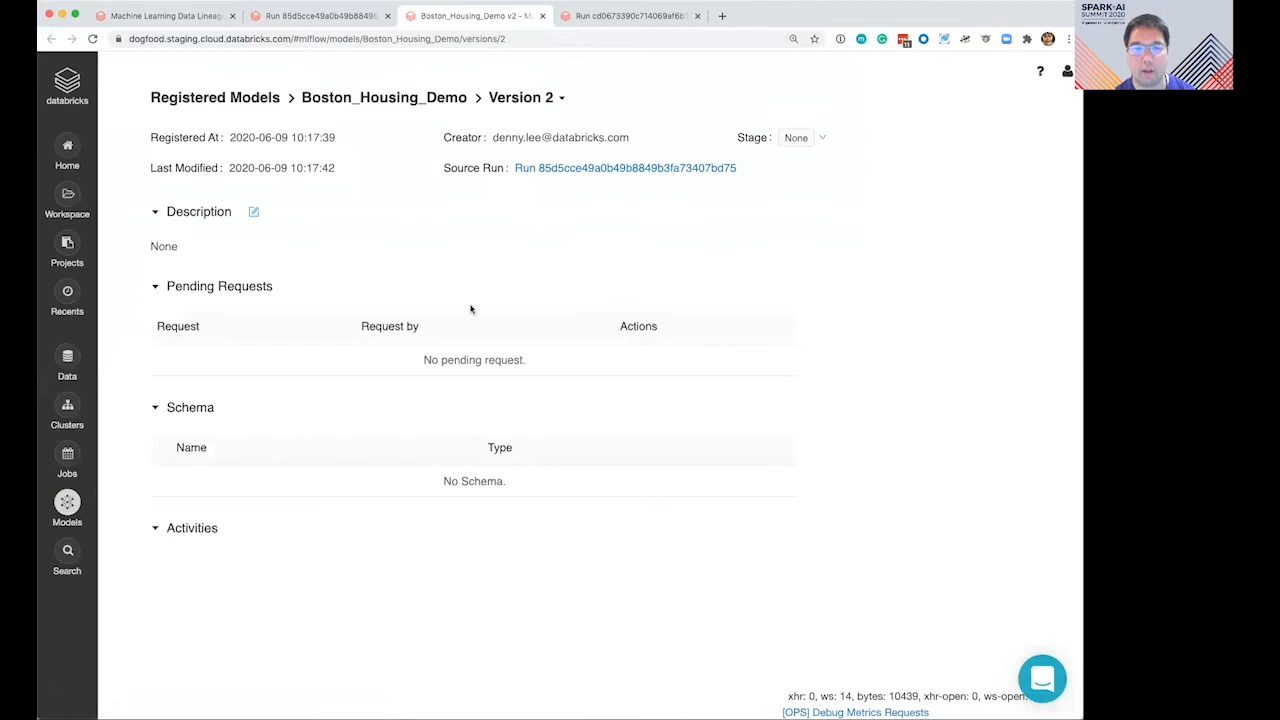 Machine Learning Data Lineag
Run 85d5cce49a0b49b8849b
Boston_Housing_Demo v2 - M
Run cd0673390c714069af6b
dogfood.staging.cloud.databricks.com/#mlflow/models/Boston_Housing_Demo/versions/2
SPARK+AI
SUMMIT 2020
databricks
Home
Workspace
Projects
Recents
Data
Clusters
Jobs
Models
Search
?
Registered Models > Boston_Housing_Demo > Version 2
Registered At: 2020-06-09 10:17:39
Creator: denny.lee@databricks.com
Stage: None
Last Modified: 2020-06-09 10:17:42
Source Run: Run 85d5cce49a0b49b8849b3fa73407bd75
Description
None
Pending Requests
Request Request by Actions
No pending request.
Schema
Name Type
No Schema.
Activities
xhr: 0, ws: 14, bytes: 10439, xhr-open: 0, ws-open:
[OPS] Debug Metrics Requests